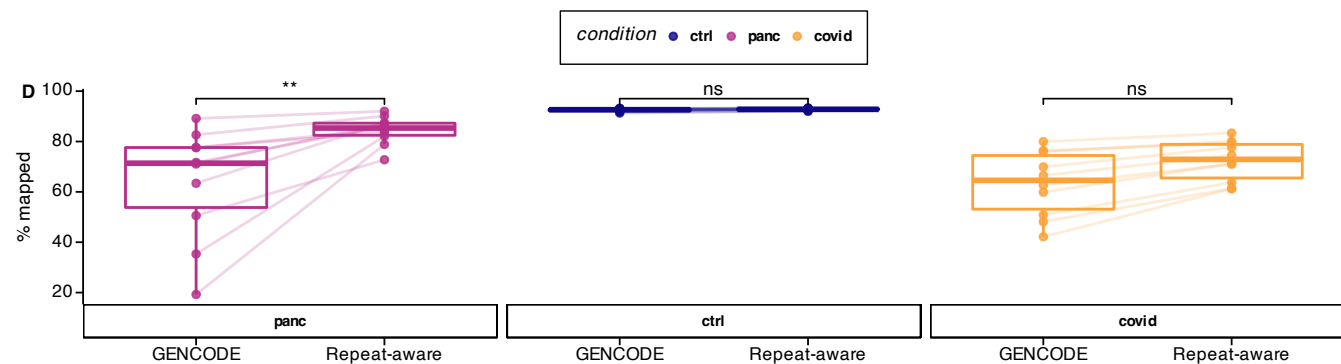 condition ctrl panc covid
D
% mapped
100
80
60
40
20
**
ns
ns
panc
ctrl
covid
GENCODE Repeat-aware
GENCODE Repeat-aware
GENCODE Repeat-aware